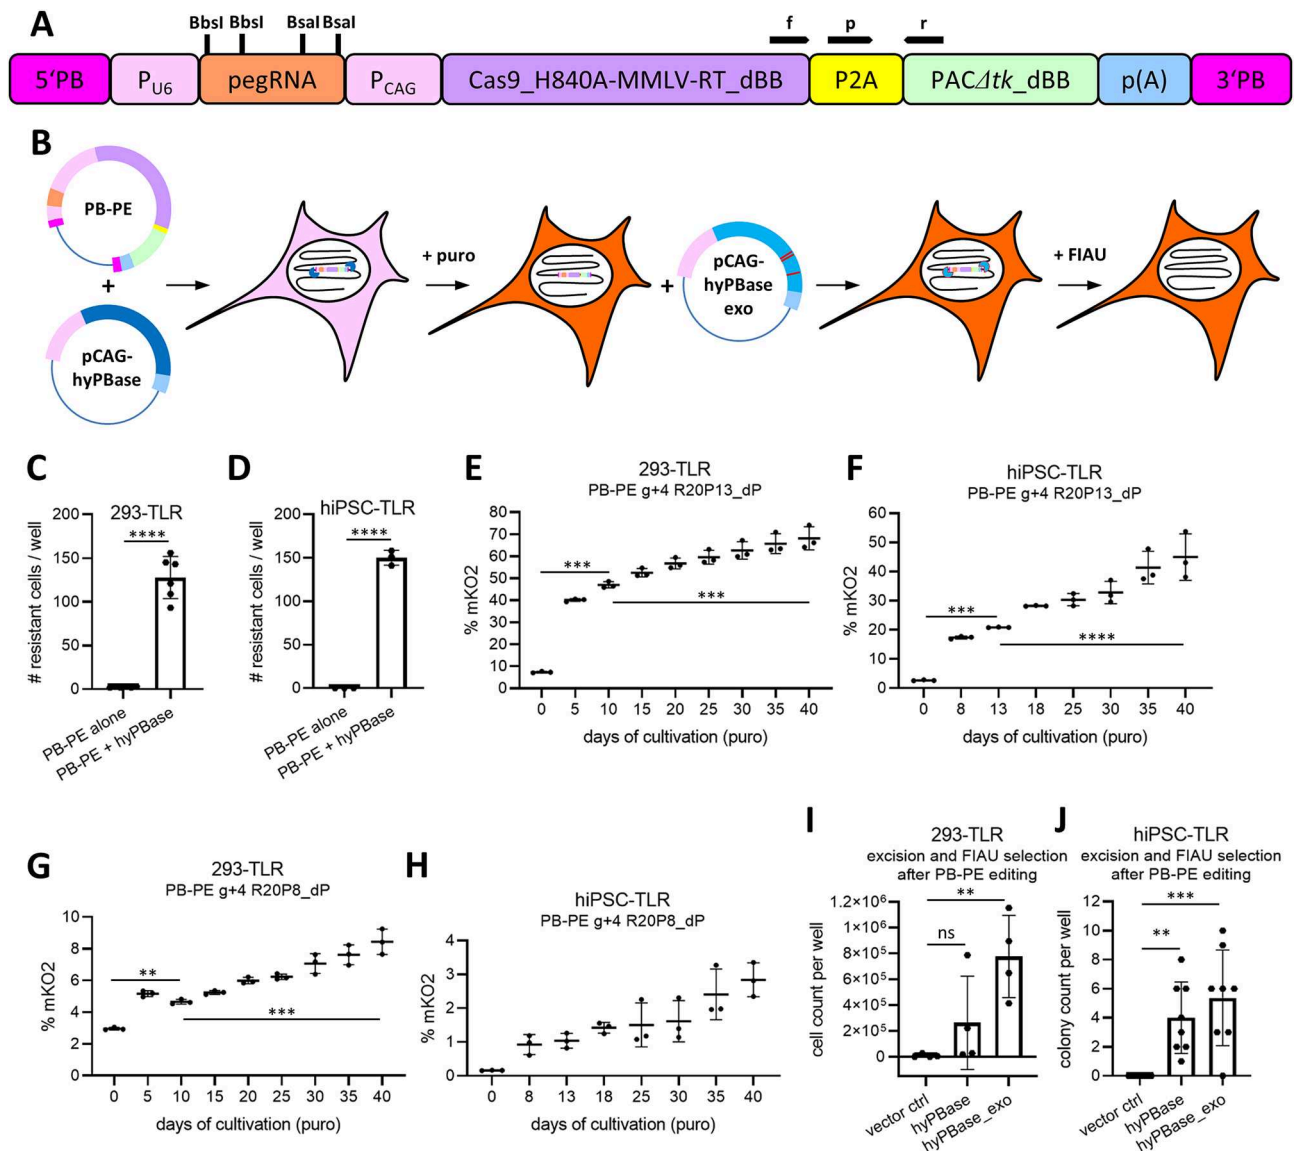 A
BbsI BbsI BsaI BsaI
f p r
5‘PB PU6 pegRNA PCAG Cas9_H840A-MMLV-RT_dBB P2A PACΔtk_dBB p(A) 3‘PB
B
PB-PE
+
pCAG-
hyPBase
+ puro
+
pCAG-
hyPBase
exo
+ FIAU
C
293-TLR
# resistant cells / well
200
150
100
50
0
****
PB-PE alone
PB-PE + hyPBase
D
hiPSC-TLR
# resistant cells / well
200
150
100
50
0
****
PB-PE alone
PB-PE + hyPBase
E
293-TLR
PB-PE g+4 R20P13_dP
% mKO2
80
70
60
50
40
30
20
10
0
***
***
0 5 10 15 20 25 30 35 40
days of cultivation (puro)
F
hiPSC-TLR
PB-PE g+4 R20P13_dP
% mKO2
60
50
40
30
20
10
0
***
****
0 8 13 18 25 30 35 40
days of cultivation (puro)
G
293-TLR
PB-PE g+4 R20P8_dP
% mKO2
10
8
6
4
2
0
**
***
0 5 10 15 20 25 30 35 40
days of cultivation (puro)
H
hiPSC-TLR
PB-PE g+4 R20P8_dP
% mKO2
4
3
2
1
0
0 8 13 18 25 30 35 40
days of cultivation (puro)
I
293-TLR
excision and FIAU selection
after PB-PE editing
cell count per well
1.2×10⁶
1×10⁶
8×10⁵
6×10⁵
4×10⁵
2×10⁵
0
**
ns
vector ctrl
hyPBase
hyPBase_exo
J
hiPSC-TLR
excision and FIAU selection
after PB-PE editing
colony count per well
12
10
8
6
4
2
0
***
**
vector ctrl
hyPBase
hyPBase_exo